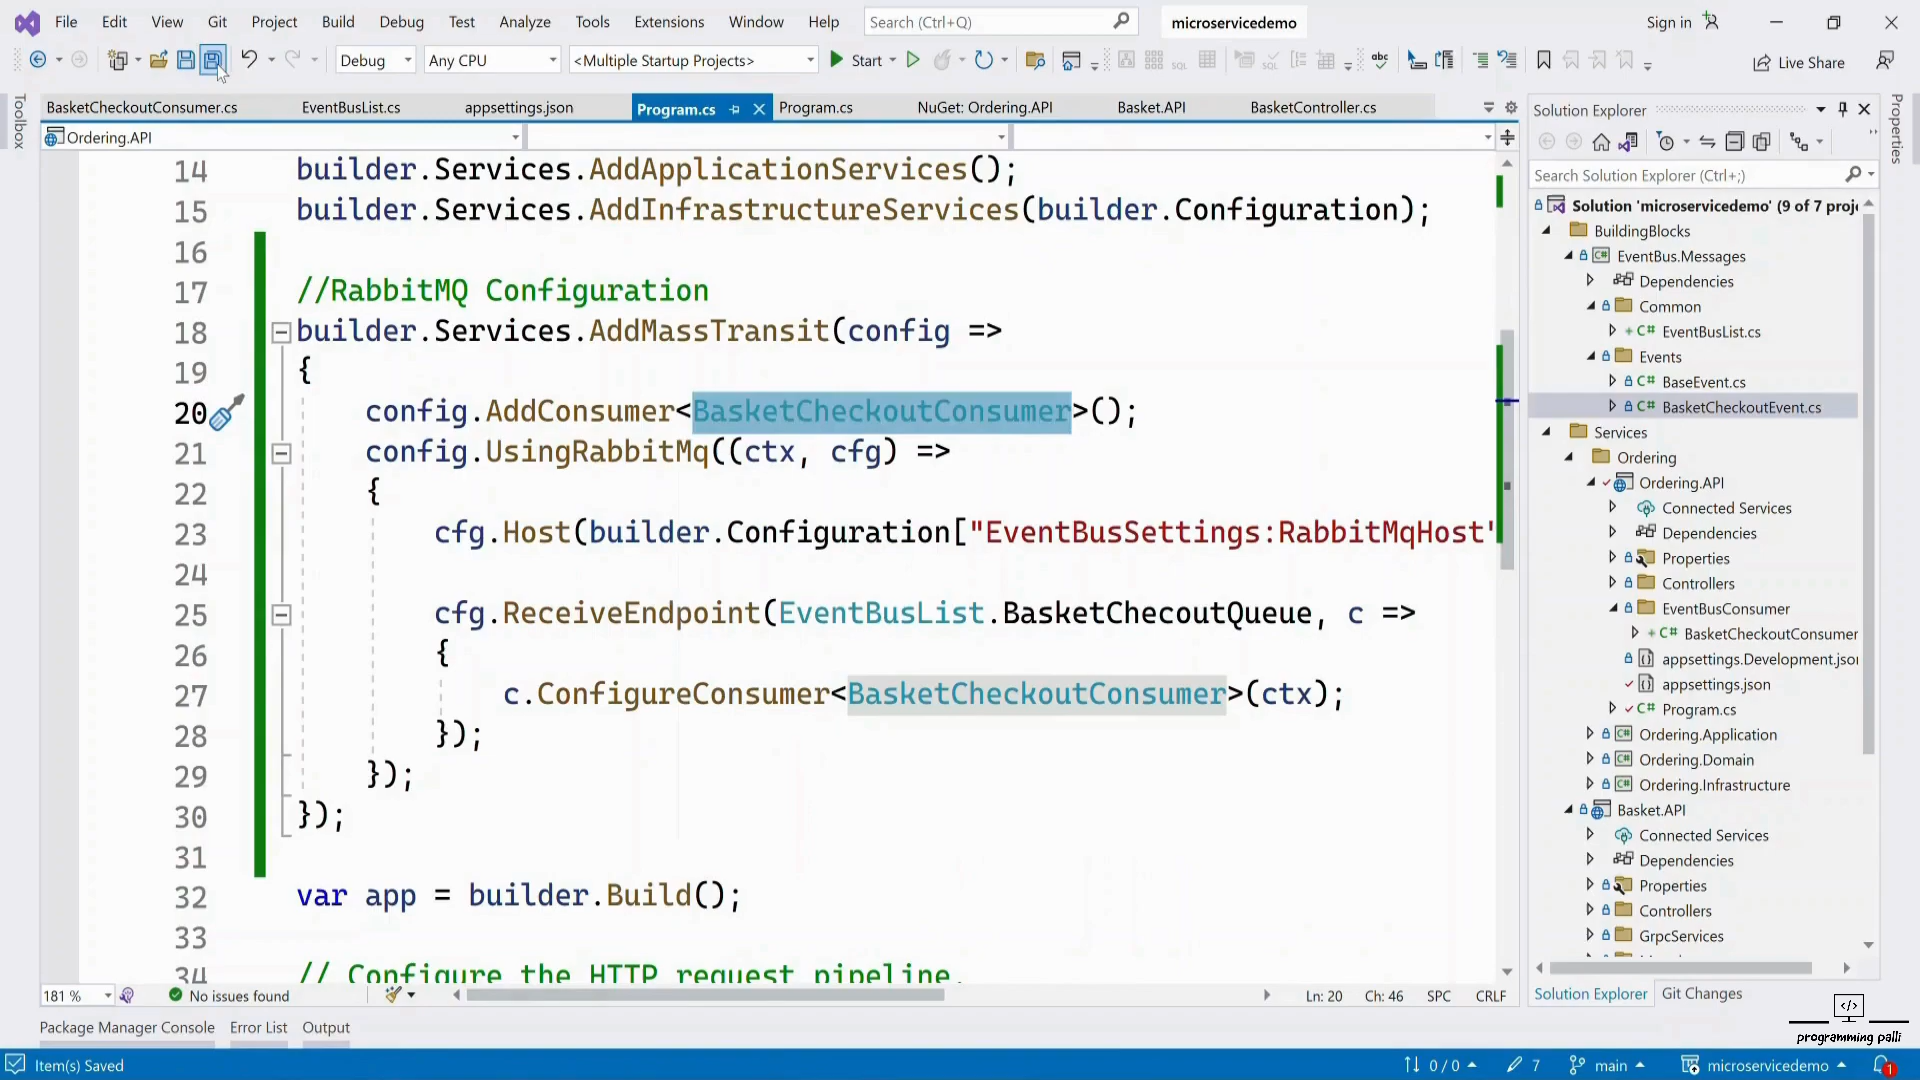 File Edit View Git Project Build Debug Test Analyze Tools Extensions Window Help Search (Ctrl+Q) microservicedemo Sign in
Debug Any CPU <Multiple Startup Projects> Start Live Share
Toolbox
BasketCheckoutConsumer.cs EventBusList.cs appsettings.json Program.cs Program.cs NuGet: Ordering.API Basket.API BasketController.cs
Ordering.API
14 builder.Services.AddApplicationServices();
15 builder.Services.AddInfrastructureServices(builder.Configuration);
16
17 //RabbitMQ Configuration
18 builder.Services.AddMassTransit(config =>
19 {
20 config.AddConsumer<BasketCheckoutConsumer>();
21 config.UsingRabbitMq((ctx, cfg) =>
22 {
23 cfg.Host(builder.Configuration["EventBusSettings:RabbitMqHost"
24
25 cfg.ReceiveEndpoint(EventBusList.BasketChecoutQueue, c =>
26 {
27 c.ConfigureConsumer<BasketCheckoutConsumer>(ctx);
28 });
29 });
30 });
31
32 var app = builder.Build();
33
34 // Configure the HTTP request pipeline.
181 % No issues found Ln: 20 Ch: 46 SPC CRLF
Package Manager Console Error List Output
Solution Explorer
Properties
Search Solution Explorer (Ctrl+;)
Solution 'microservicedemo' (9 of 7 proj
BuildingBlocks
C# EventBus.Messages
Dependencies
Common
C# EventBusList.cs
Events
C# BaseEvent.cs
C# BasketCheckoutEvent.cs
Services
Ordering
Ordering.API
Connected Services
Dependencies
Properties
Controllers
EventBusConsumer
C# BasketCheckoutConsumer
appsettings.Development.json
appsettings.json
C# Program.cs
C# Ordering.Application
C# Ordering.Domain
C# Ordering.Infrastructure
Basket.API
Connected Services
Dependencies
Properties
Controllers
GrpcServices
Solution Explorer Git Changes
</>
programming palli
Item(s) Saved 0 / 0 7 main microservicedemo 1